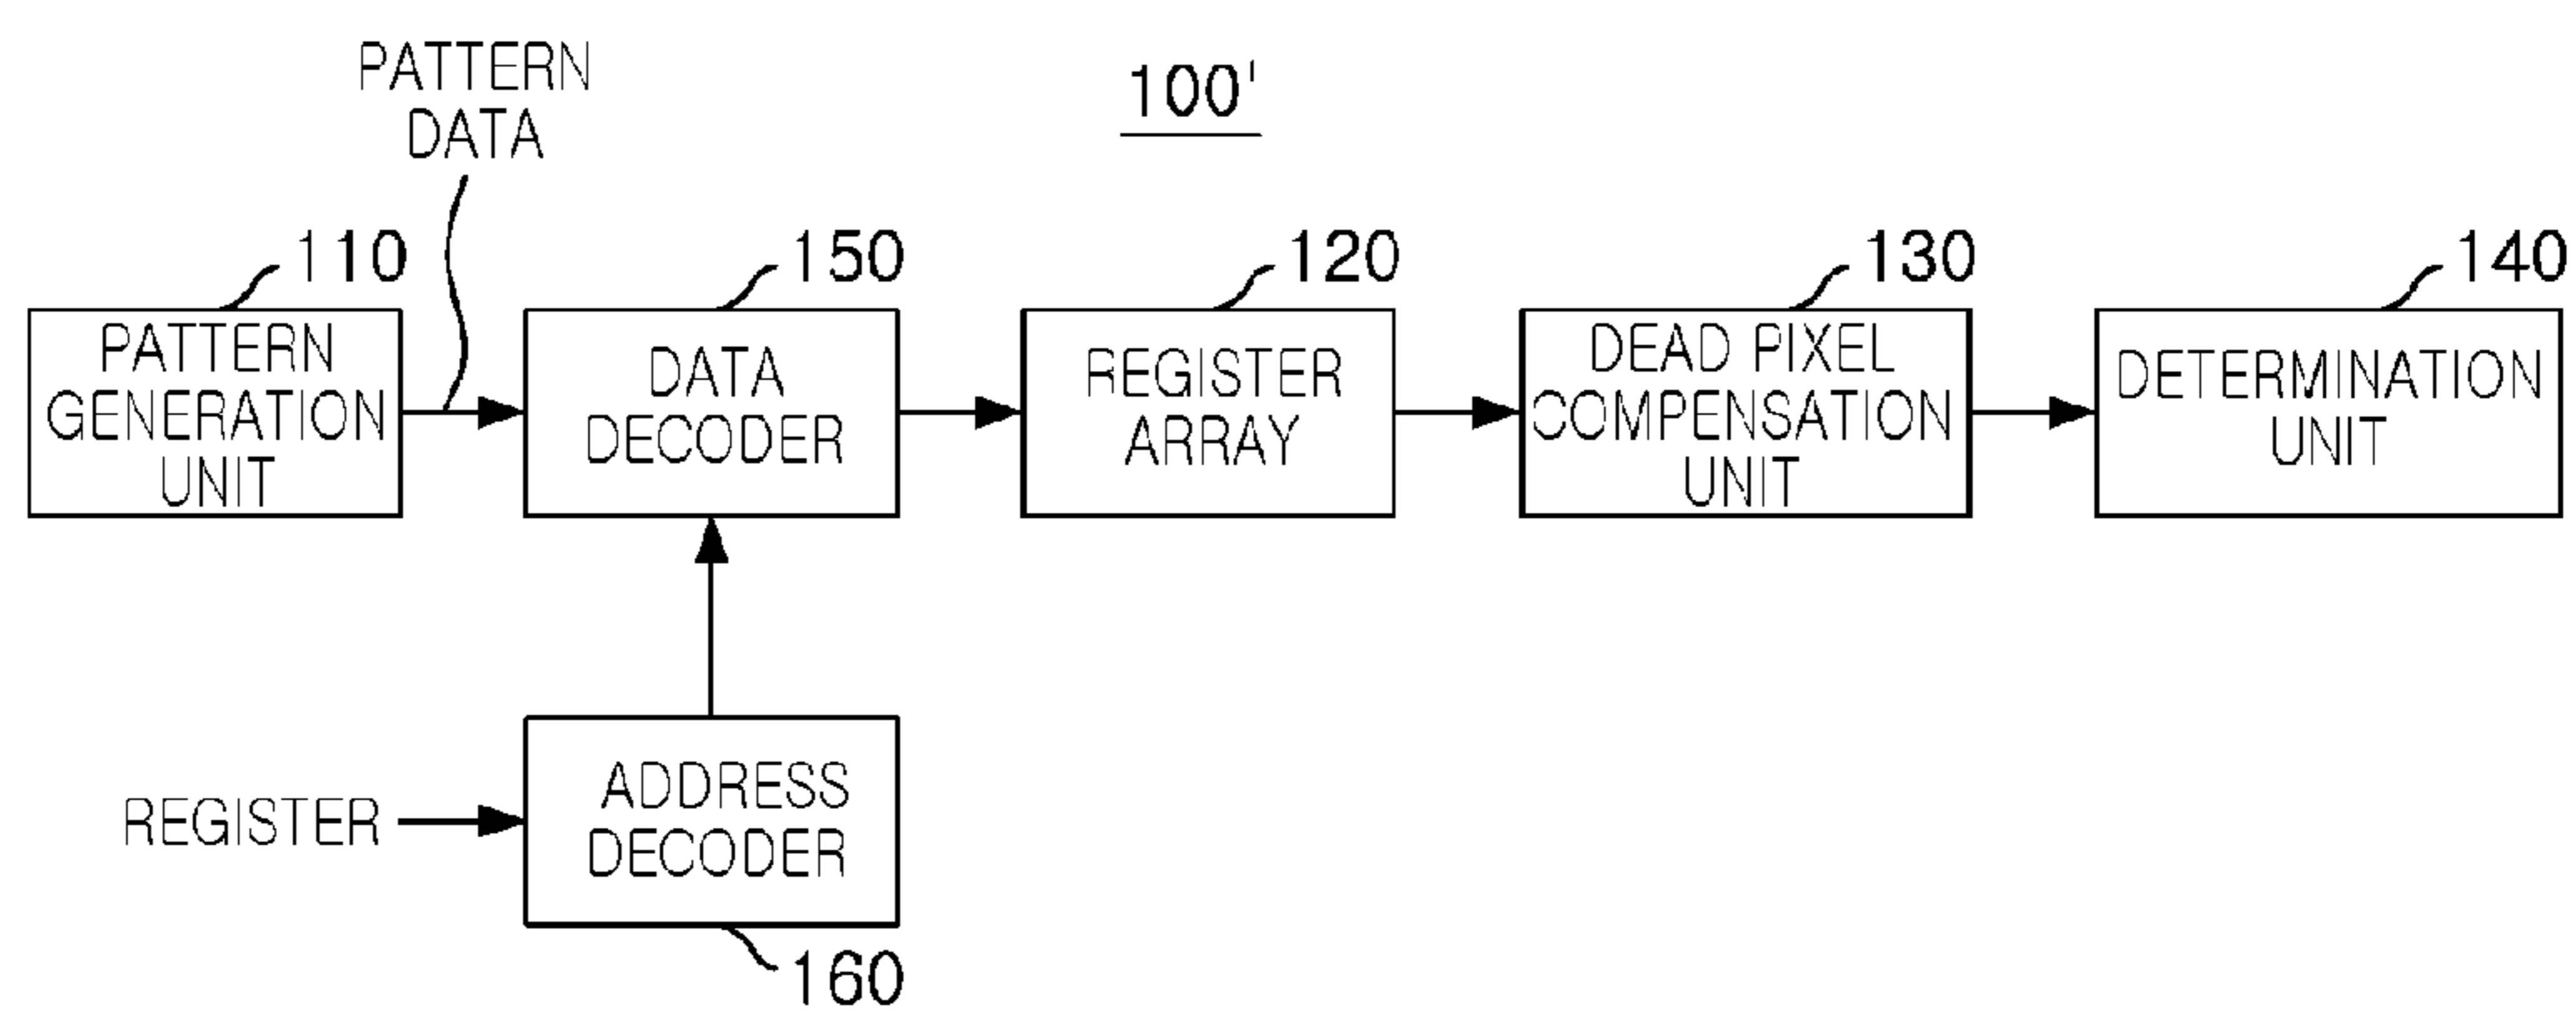 PATTERN
DATA
100'
110
150
120
130
140
PATTERN
GENERATION
UNIT
DATA
DECODER
REGISTER
ARRAY
DEAD PIXEL
COMPENSATION
UNIT
DETERMINATION
UNIT
REGISTER
ADDRESS
DECODER
160